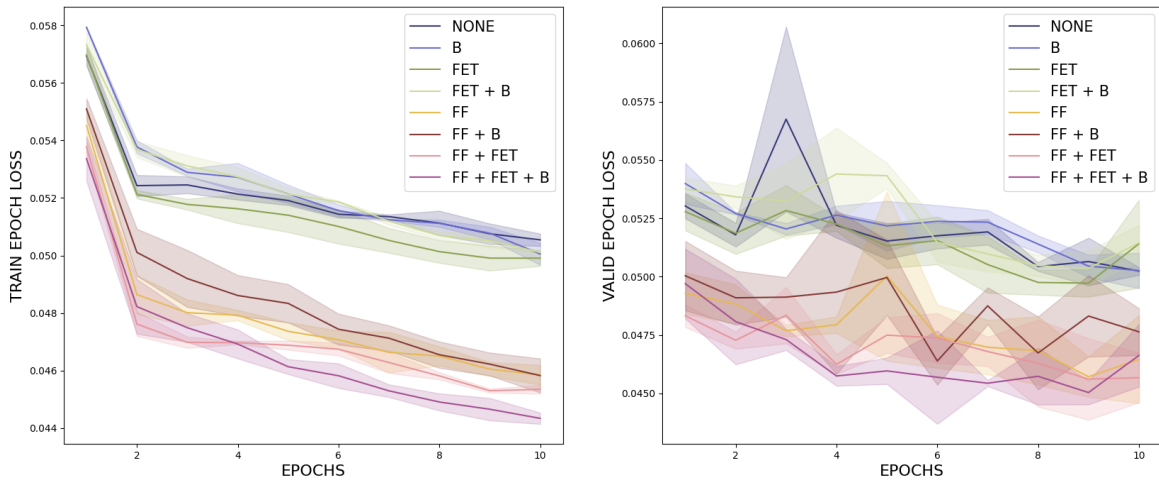 TRAIN EPOCH LOSS
0.058
0.056
0.054
0.052
0.050
0.048
0.046
0.044
2
4
6
8
10
EPOCHS
NONE
B
FET
FET + B
FF
FF + B
FF + FET
FF + FET + B
VALID EPOCH LOSS
0.0600
0.0575
0.0550
0.0525
0.0500
0.0475
0.0450
2
4
6
8
10
EPOCHS
NONE
B
FET
FET + B
FF
FF + B
FF + FET
FF + FET + B